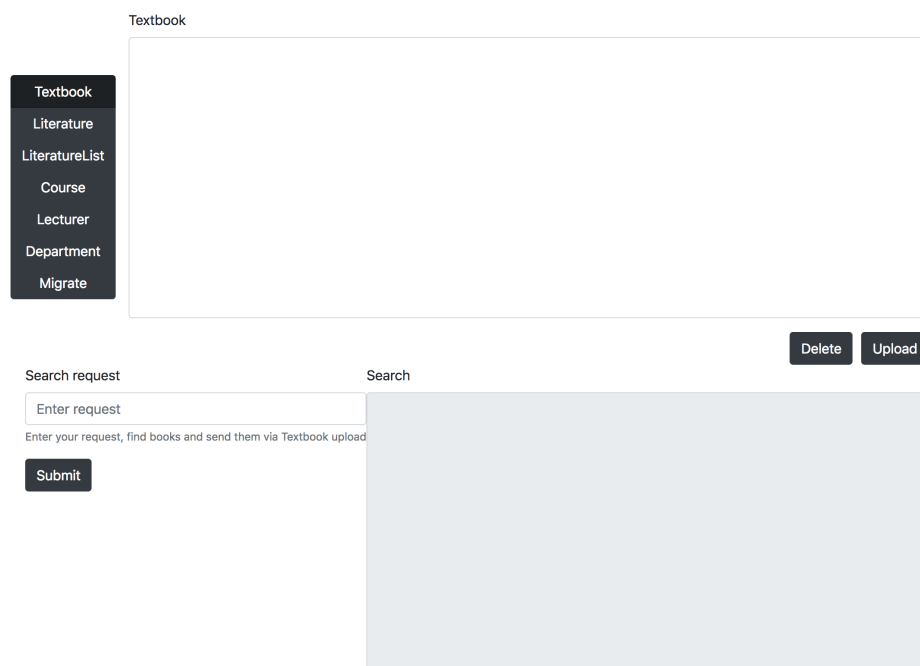 Textbook
Textbook
Literature
LiteratureList
Course
Lecturer
Department
Migrate
Delete Upload
Search request
Search
Enter request
Enter your request, find books and send them via Textbook upload
Submit